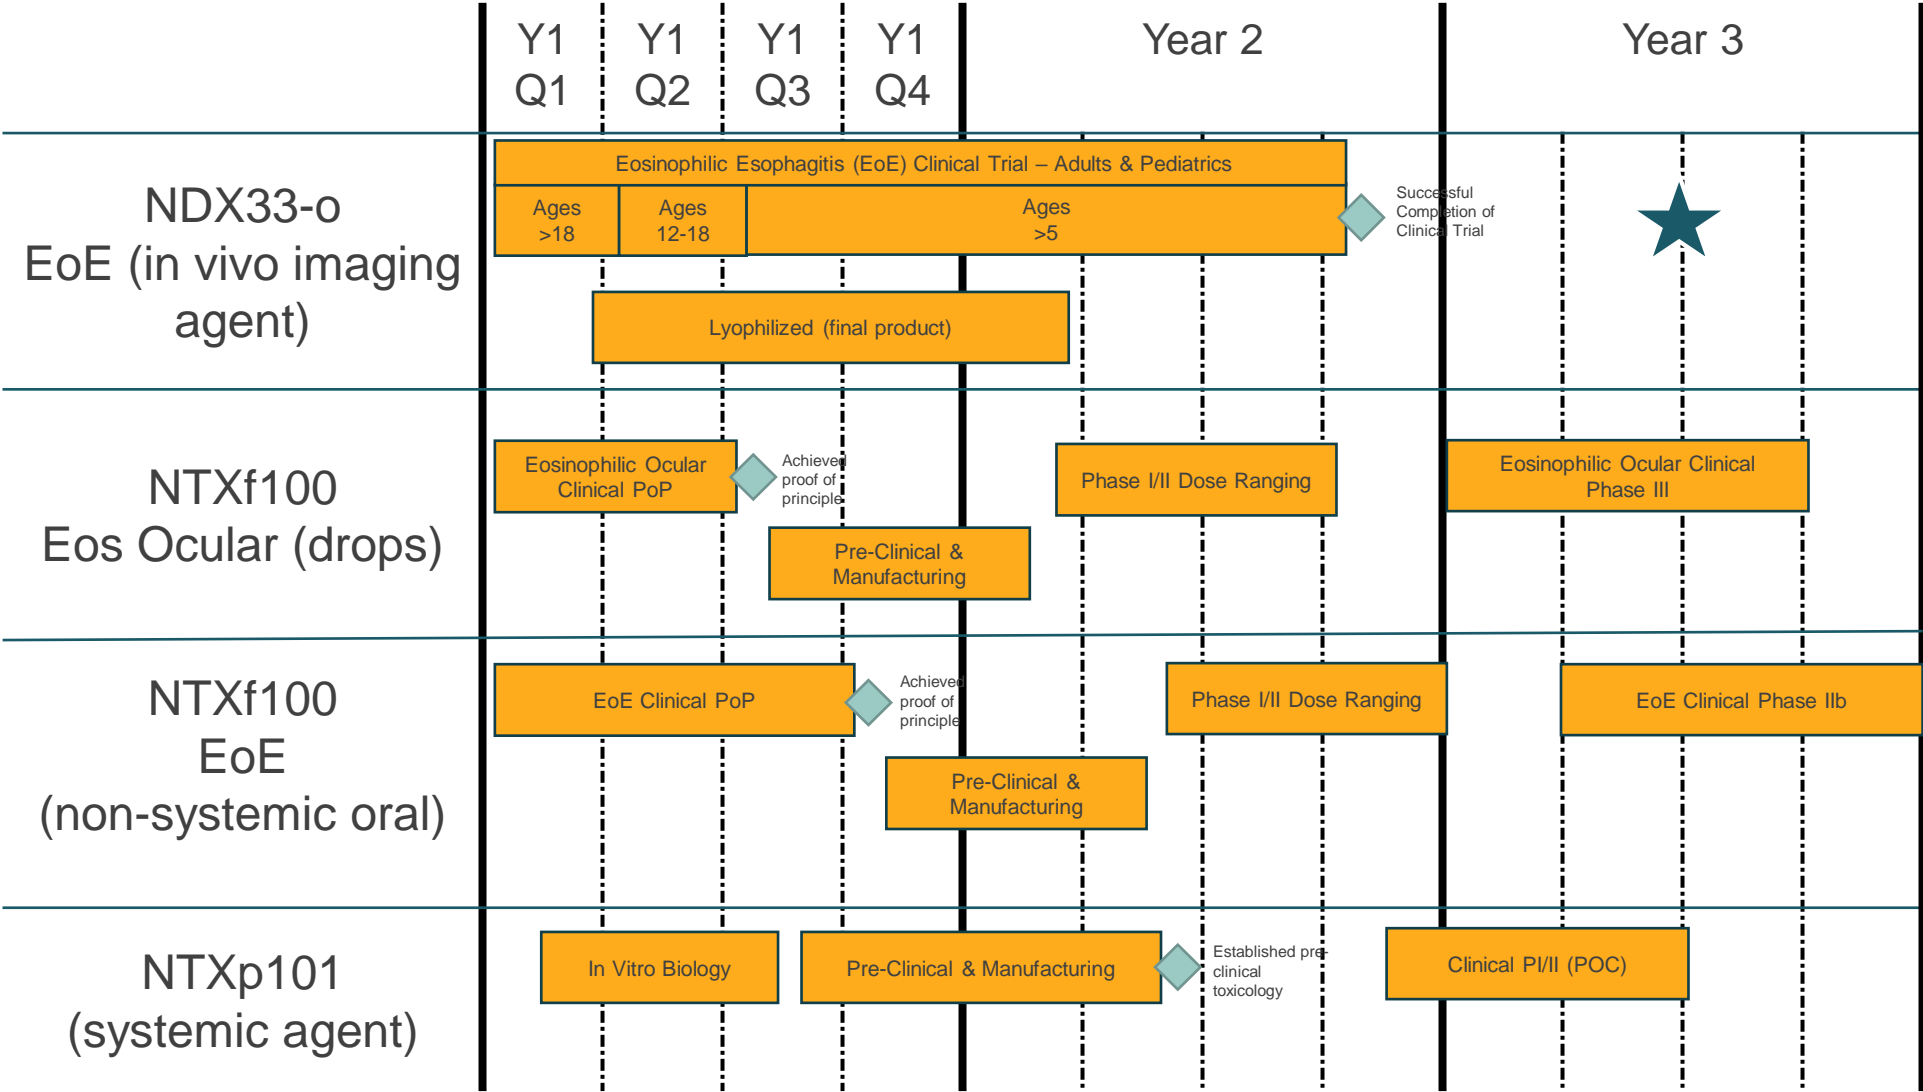 Y1
Q1
Y1
Q2
Y1
Q3
Y1
Q4
Year 2
Year 3
NDX33-o
EoE (in vivo imaging
agent)
Eosinophilic Esophagitis (EoE) Clinical Trial – Adults & Pediatrics
Ages
>18
Ages
12-18
Ages
>5
Successful
Completion of
Clinical Trial
Lyophilized (final product)
NTXf100
Eos Ocular (drops)
Eosinophilic Ocular
Clinical PoP
Achieved
proof of
principle
Pre-Clinical &
Manufacturing
Phase I/II Dose Ranging
Eosinophilic Ocular Clinical
Phase III
NTXf100
EoE
(non-systemic oral)
EoE Clinical PoP
Achieved
proof of
principle
Pre-Clinical &
Manufacturing
Phase I/II Dose Ranging
EoE Clinical Phase IIb
NTXp101
(systemic agent)
In Vitro Biology
Pre-Clinical & Manufacturing
Established pre-
clinical
toxicology
Clinical PI/II (POC)